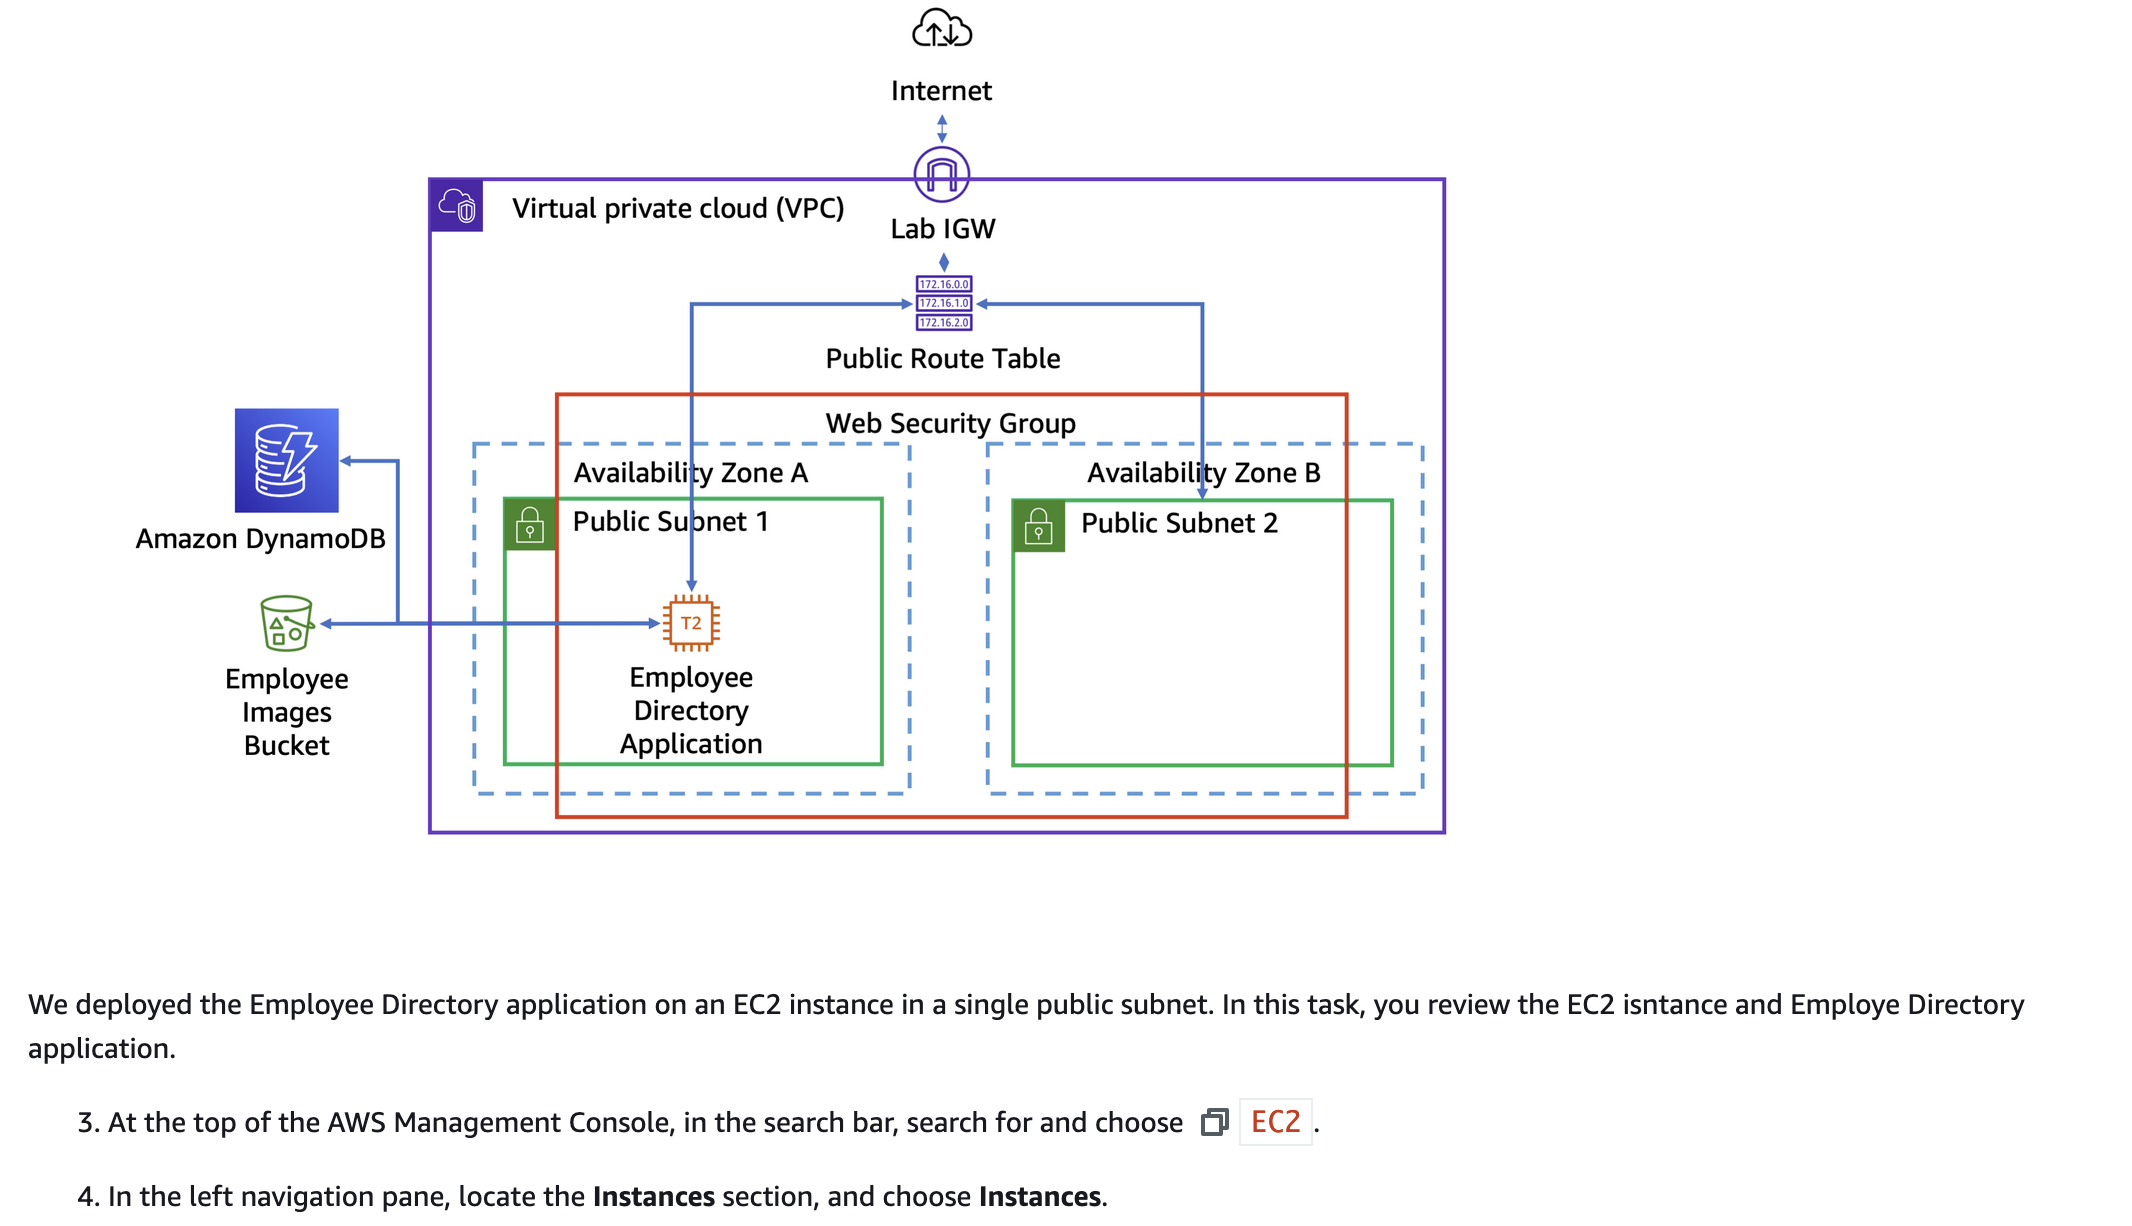 Internet
Virtual private cloud (VPC)
Lab IGW
172.16.0.0
172.16.1.0
172.16.2.0
Public Route Table
Web Security Group
Availability Zone A
Availability Zone B
Public Subnet 1
Public Subnet 2
Amazon DynamoDB
T2
Employee
Directory
Application
Employee
Images
Bucket
We deployed the Employee Directory application on an EC2 instance in a single public subnet. In this task, you review the EC2 isntance and Employe Directory
application.
3. At the top of the AWS Management Console, in the search bar, search for and choose EC2 .
4. In the left navigation pane, locate the Instances section, and choose Instances.